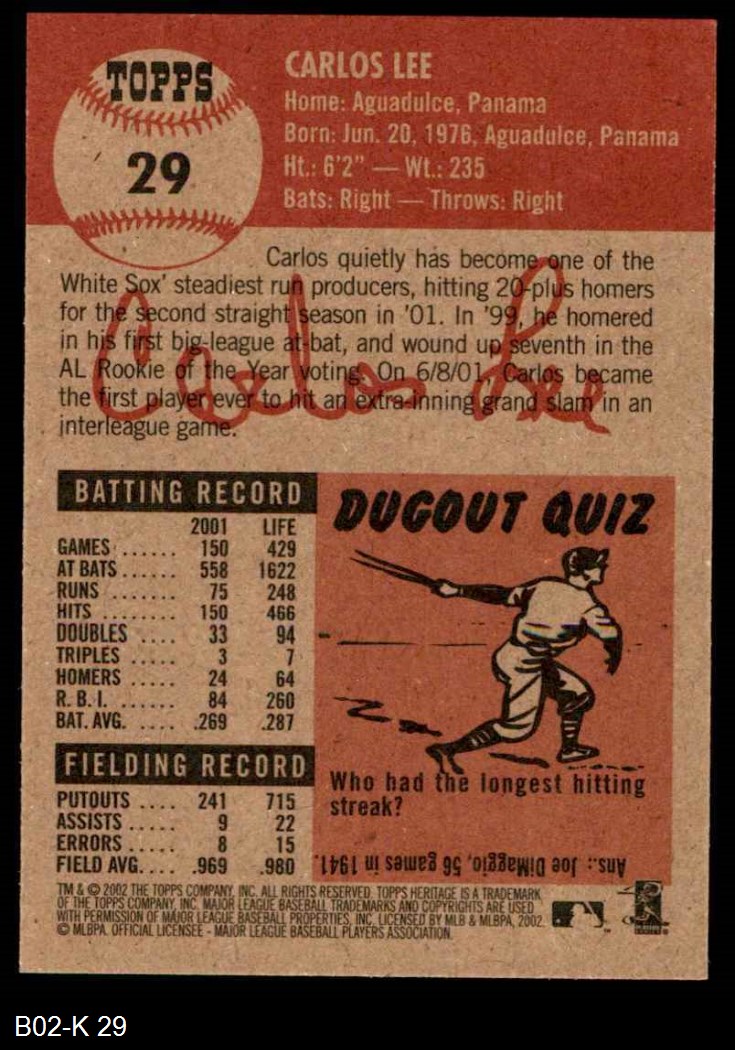 TOPPS
29
CARLOS LEE
Home: Aguadulce, Panama
Born: Jun. 20, 1976, Aguadulce, Panama
Ht.: 6'2" — Wt.: 235
Bats: Right — Throws: Right
Carlos quietly has become one of the
White Sox' steadiest run producers, hitting 20-plus homers
for the second straight season in '01. In '99, he homered
in his first big-league at-bat, and wound up seventh in the
AL Rookie of the Year voting. On 6/8/01, Carlos became
the first player ever to hit an extra-inning grand slam in an
interleague game.
Carlos Lee
BATTING RECORD
2001 LIFE
GAMES ...... 150 429
AT BATS ...... 558 1622
RUNS ...... 75 248
HITS ........ 150 466
DOUBLES .... 33 94
TRIPLES ..... 3 7
HOMERS ..... 24 64
R. B. I. ...... 84 260
BAT. AVG. .... .269 .287
FIELDING RECORD
PUTOUTS .... 241 715
ASSISTS ..... 9 22
ERRORS ..... 8 15
FIELD AVG. ... .969 .980
DUGOUT QUIZ
Who had the longest hitting
streak?
Ans.: Joe DiMaggio, 56 games in 1941.
TM & © 2002 THE TOPPS COMPANY, INC. ALL RIGHTS RESERVED. TOPPS HERITAGE IS A TRADEMARK
OF THE TOPPS COMPANY, INC. MAJOR LEAGUE BASEBALL TRADEMARKS AND COPYRIGHTS ARE USED
WITH PERMISSION OF MAJOR LEAGUE BASEBALL PROPERTIES, INC. LICENSED BY MLB & MLBPA, 2002.
© MLBPA. OFFICIAL LICENSEE - MAJOR LEAGUE BASEBALL PLAYERS ASSOCIATION.
B02-K 29